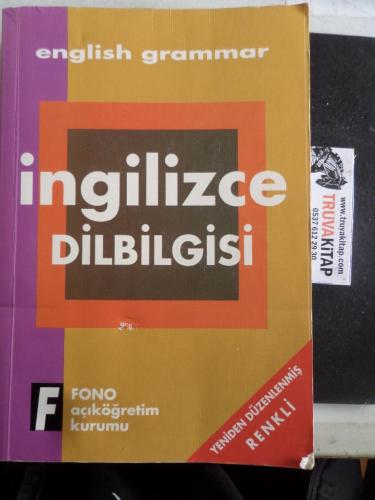 english grammar
ingilizce
DİLBİLGİSİ
F
FONO
açıköğretim
kurumu
YENİDEN DÜZENLENMİŞ
RENKLİ
www.truvakitap.com
TRUVAKİTAP
0537 612 29 30